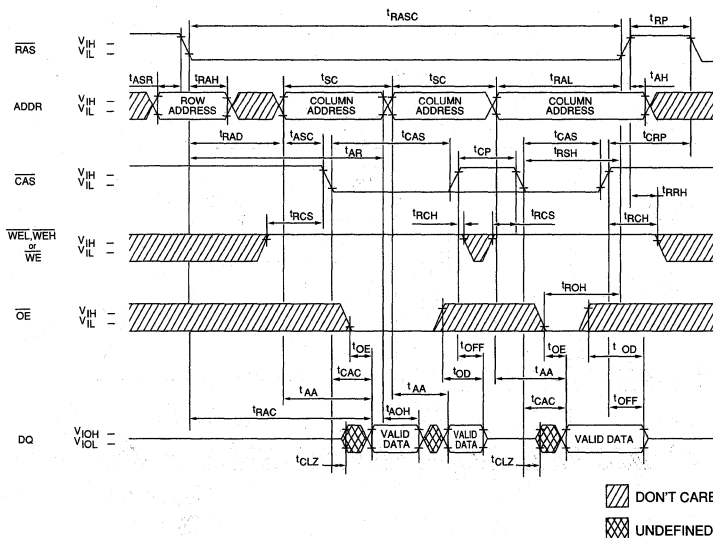 tRASC
tRP
RAS
VIH
VIL
tASR
tRAH
tSC
tSC
tRAL
tAH
ADDR
VIH
VIL
ROW ADDRESS
COLUMN ADDRESS
COLUMN ADDRESS
COLUMN ADDRESS
tRAD
tASC
tCAS
tCAS
tCRP
tAR
tCP
tRSH
CAS
VIH
VIL
tRRH
tRCS
tRCH
tRCS
tRCH
WEL,WEH
or
WE
VIH
VIL
tROH
OE
VIH
VIL
tOE
tOFF
tOE
tOD
tCAC
tOD
tAA
tAA
tAA
tCAC
tOFF
tRAC
tAOH
DQ
VIOH
VIOL
VALID DATA
VALID DATA
VALID DATA
tCLZ
tCLZ
DON'T CARE
UNDEFINED